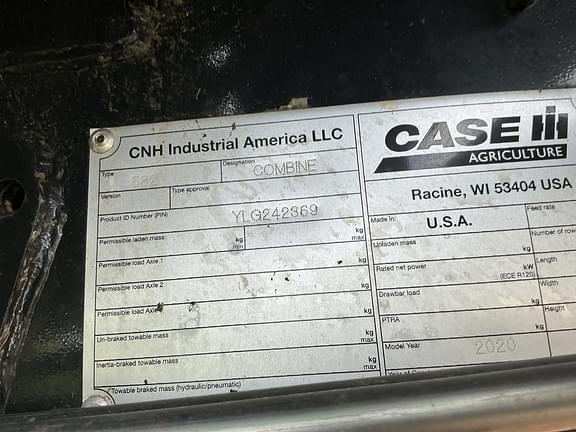 CNH Industrial America LLC
Type
Designation
COMBINE
Version
Type approval
Product ID Number (PIN)
YLG242369
Permissible laden mass:
kg
min
kg
max
Permissible load Axle 1
kg
Permissible load Axle 2
kg
Permissible load Axle
kg
Un-braked towable mass
kg
max
Inertia-braked towable mass
kg
max
Towable braked mass (hydraulic/pneumatic)
CASE IH
AGRICULTURE
Racine, WI 53404 USA
Made in:
U.S.A.
Feed rate
Unladen mass
kg
Number of row
Rated net power
kW
(ECE R120)
Length
Drawbar load
kg
Width
PTRA
kg
Height
Model Year
2020